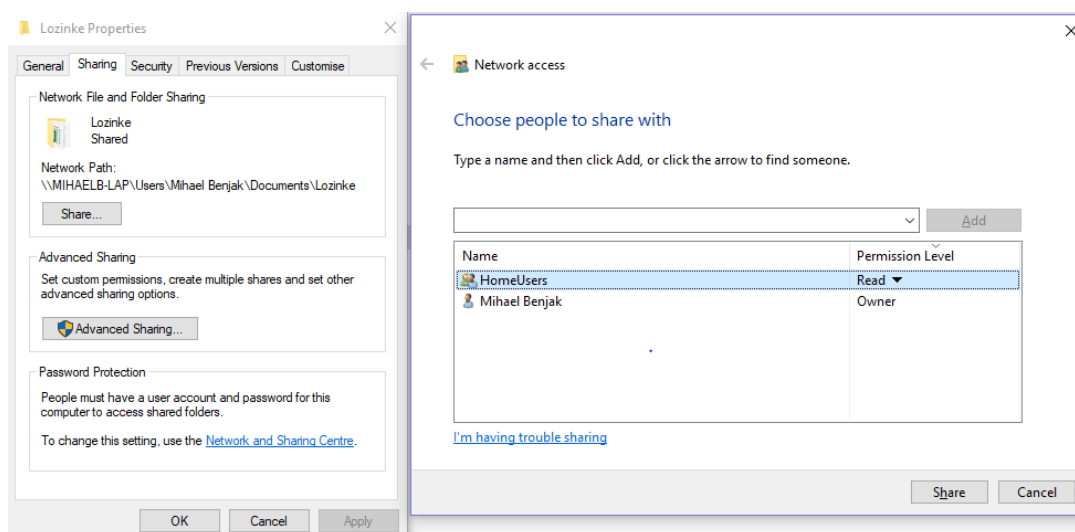 Lozinke Properties
General Sharing Security Previous Versions Customise
Network File and Folder Sharing
Lozinke
Shared
Network Path:
\\MIHAELB-LAP\Users\Mihael Benjak\Documents\Lozinke
Share...
Advanced Sharing
Set custom permissions, create multiple shares and set other
advanced sharing options.
Advanced Sharing...
Password Protection
People must have a user account and password for this
computer to access shared folders.
To change this setting, use the Network and Sharing Centre.
OK Cancel Apply
Network access
Choose people to share with
Type a name and then click Add, or click the arrow to find someone.
Add
Name Permission Level
HomeUsers Read
Mihael Benjak Owner
I'm having trouble sharing
Share Cancel